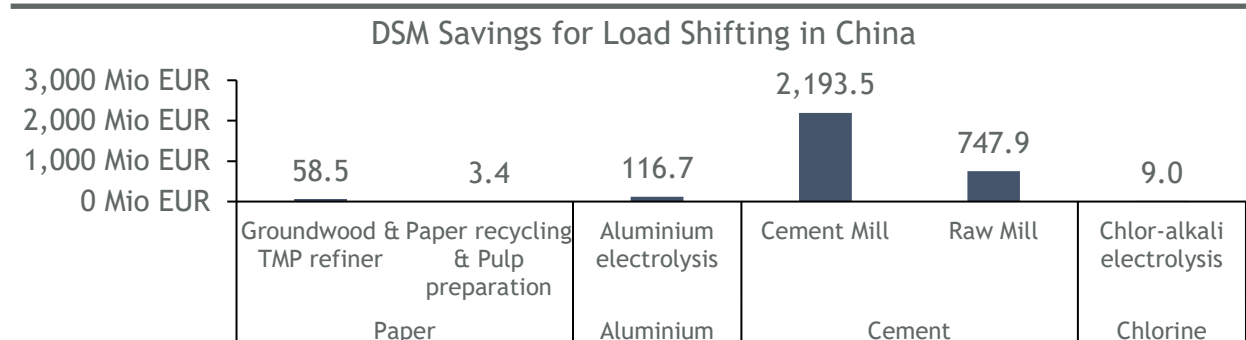 DSM Savings for Load Shifting in China
3,000 Mio EUR
2,000 Mio EUR
1,000 Mio EUR
0 Mio EUR
58.5
3.4
116.7
2,193.5
747.9
9.0
Groundwood &
TMP refiner
Paper recycling
& Pulp
preparation
Aluminium
electrolysis
Cement Mill
Raw Mill
Chlor-alkali
electrolysis
Paper
Aluminium
Cement
Chlorine